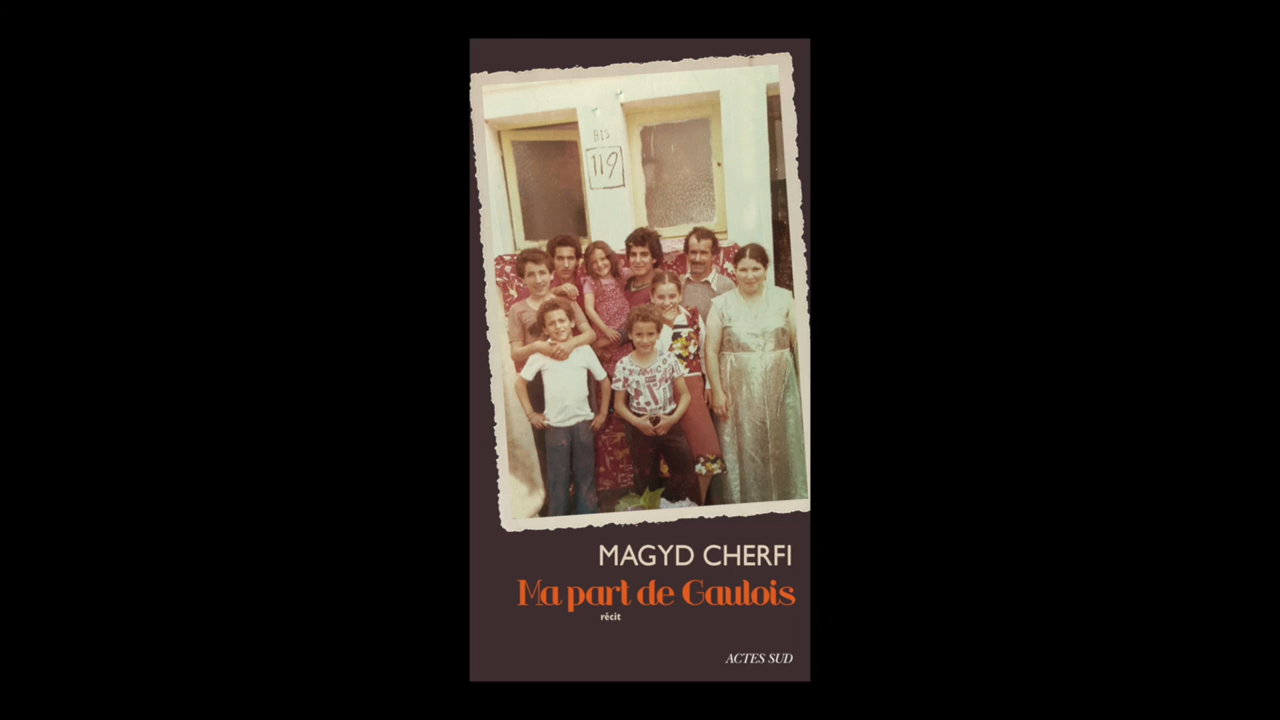 BIS
119
MAGYD CHERFI
Ma part de Gaulois
récit
ACTES SUD